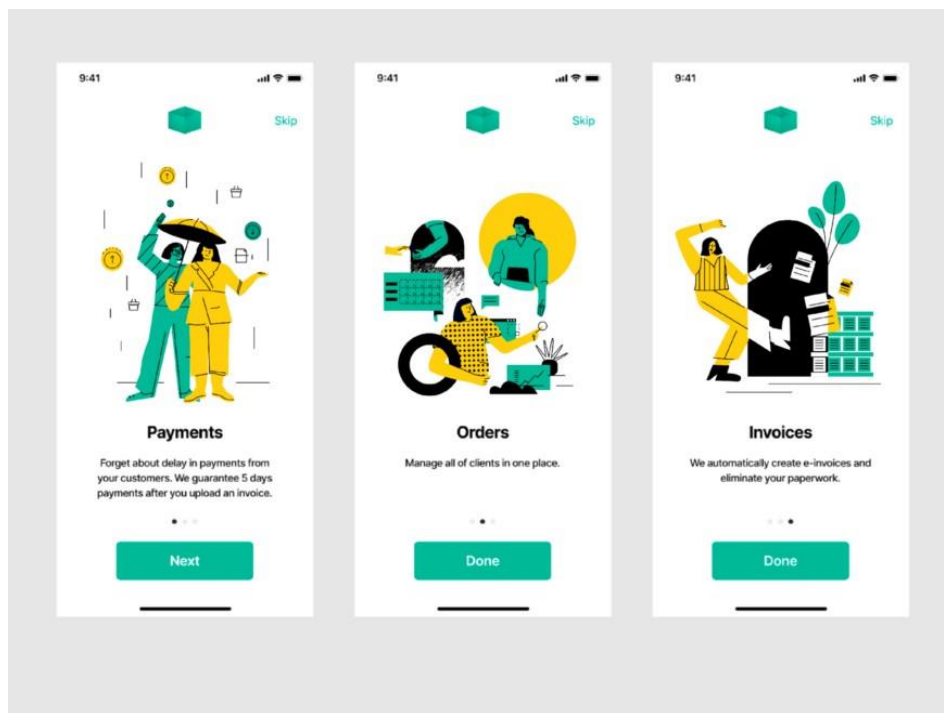 9:41
Skip
Payments
Forget about delay in payments from
your customers. We guarantee 5 days
payments after you upload an invoice.
Next
9:41
Skip
Orders
Manage all of clients in one place.
Done
9:41
Skip
Invoices
We automatically create e-invoices and
eliminate your paperwork.
Done